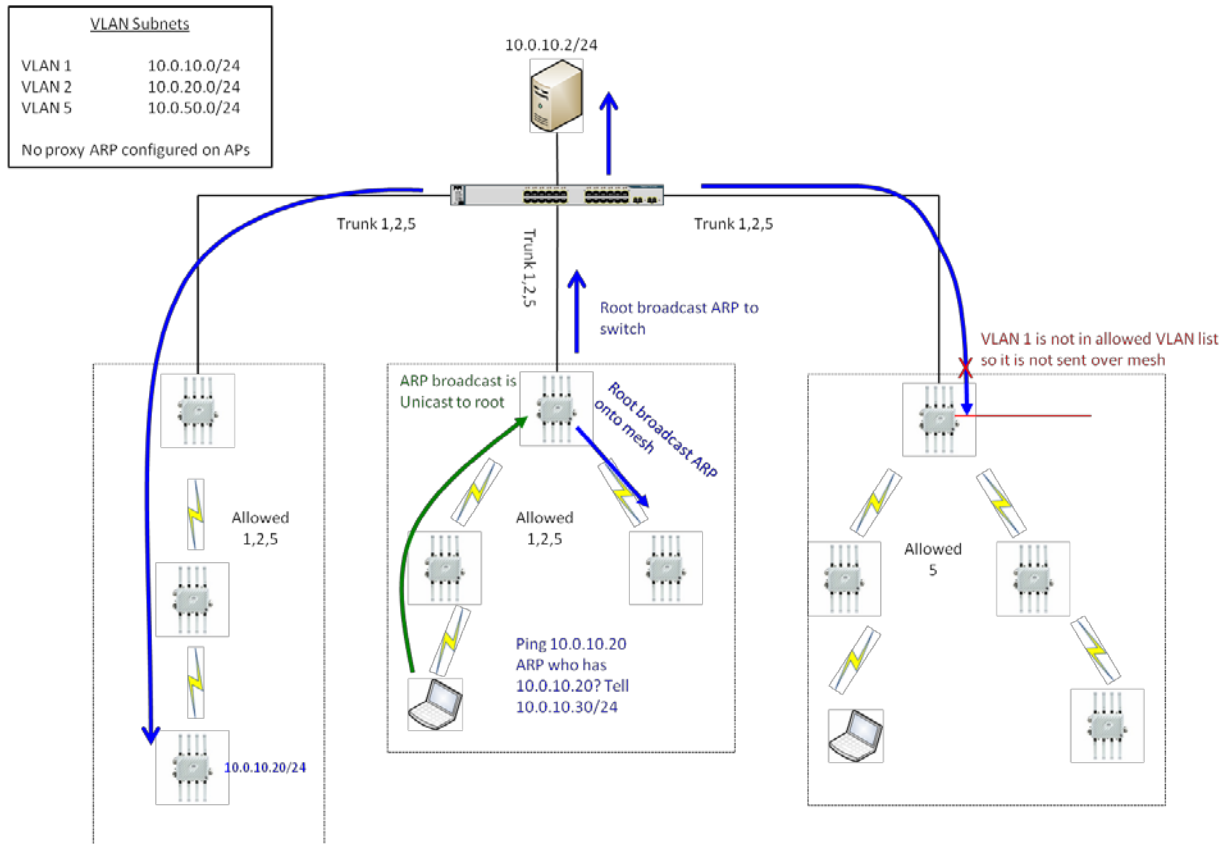 VLAN Subnets
VLAN 1 10.0.10.0/24
VLAN 2 10.0.20.0/24
VLAN 5 10.0.50.0/24
No proxy ARP configured on APs
10.0.10.2/24
Trunk 1,2,5
Trunk 1,2,5
Trunk 1,2,5
Root broadcast ARP to
switch
VLAN 1 is not in allowed VLAN list
so it is not sent over mesh
ARP broadcast is
Unicast to root
Root broadcast ARP
onto mesh
Allowed
1,2,5
Allowed
1,2,5
Allowed
5
Ping 10.0.10.20
ARP who has
10.0.10.20? Tell
10.0.10.30/24
10.0.10.20/24